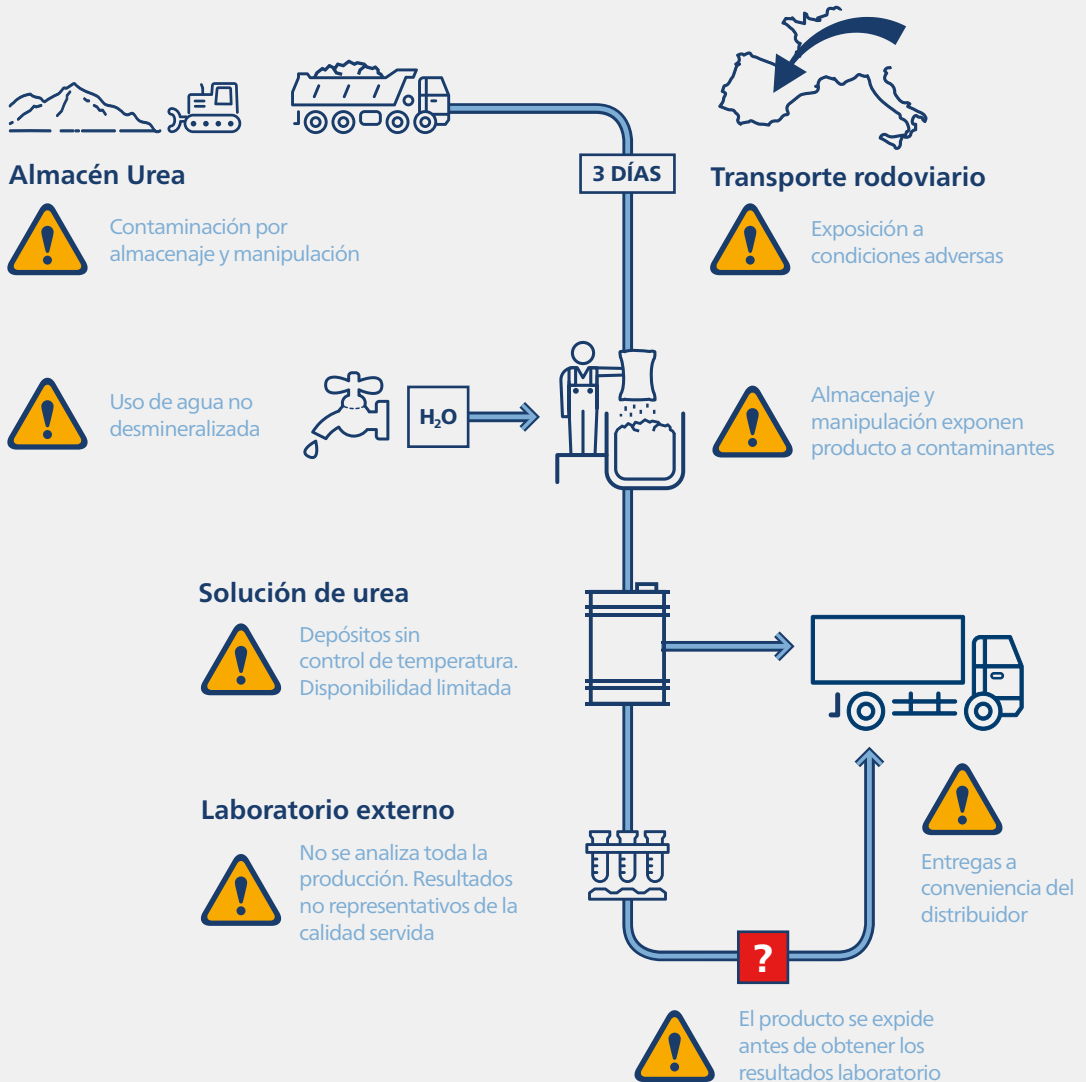 Almacén Urea
Contaminación por
almacenaje y manipulación
3 DÍAS
Transporte rodoviario
Exposición a
condiciones adversas
Uso de agua no
desmineralizada
H₂O
Almacenaje y
manipulación exponen
producto a contaminantes
Solución de urea
Depósitos sin
control de temperatura.
Disponibilidad limitada
Laboratorio externo
No se analiza toda la
producción. Resultados
no representativos de la
calidad servida
Entregas a
conveniencia del
distribuidor
?
El producto se expide
antes de obtener los
resultados laboratorio